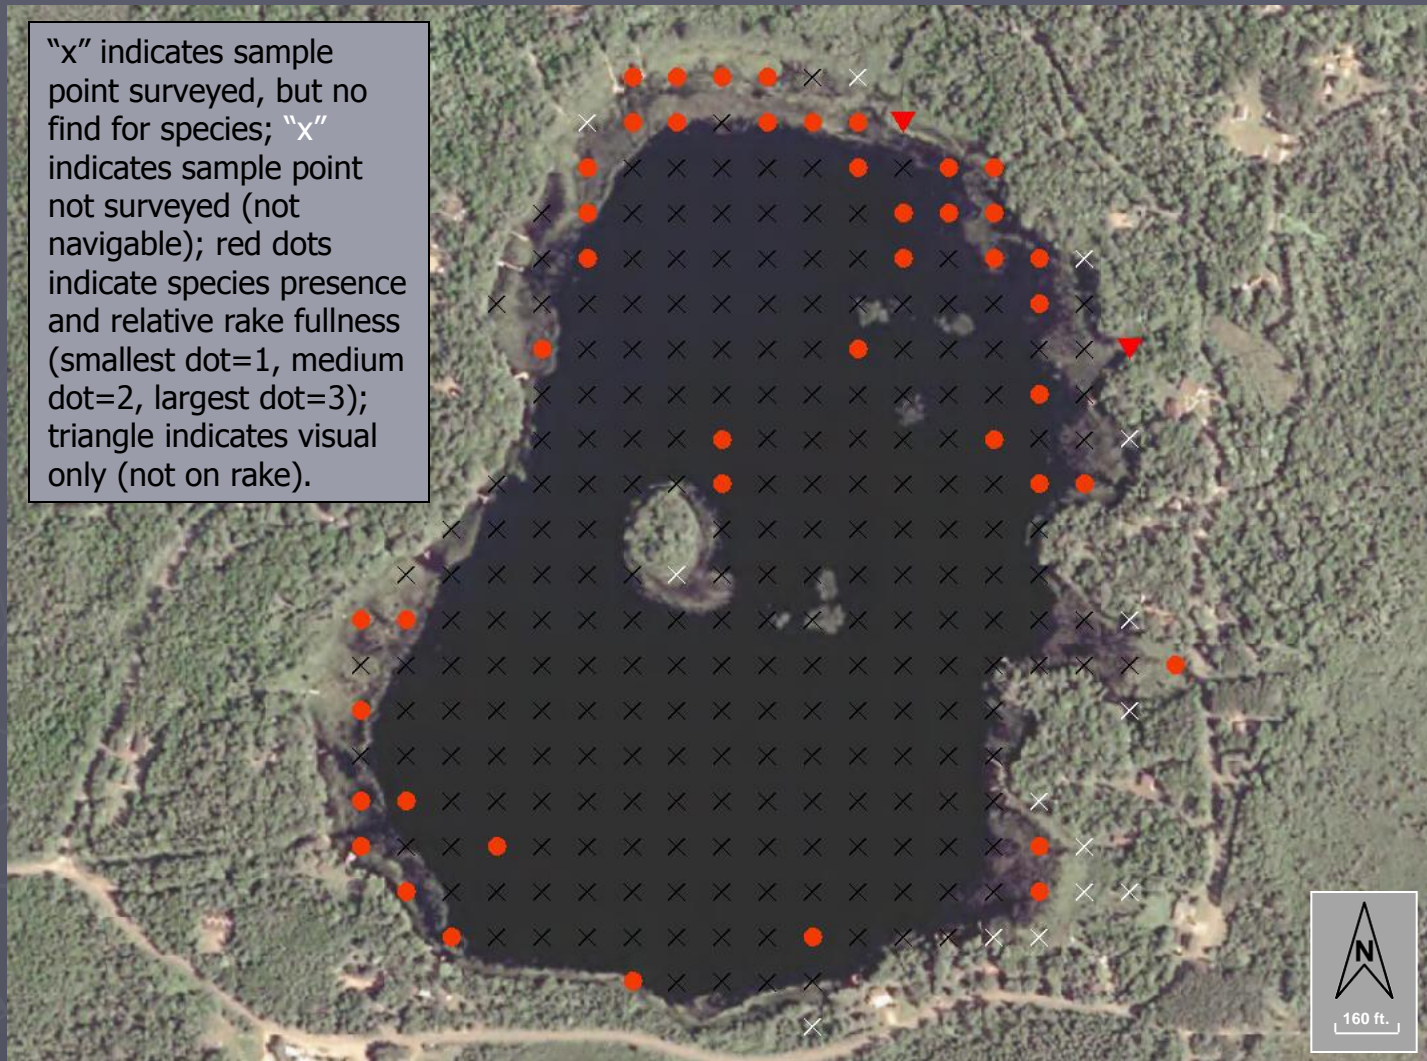 “x” indicates sample
point surveyed, but no
find for species; “x”
indicates sample point
not surveyed (not
navigable); red dots
indicate species presence
and relative rake fullness
(smallest dot=1, medium
dot=2, largest dot=3);
triangle indicates visual
only (not on rake).
N
160 ft.